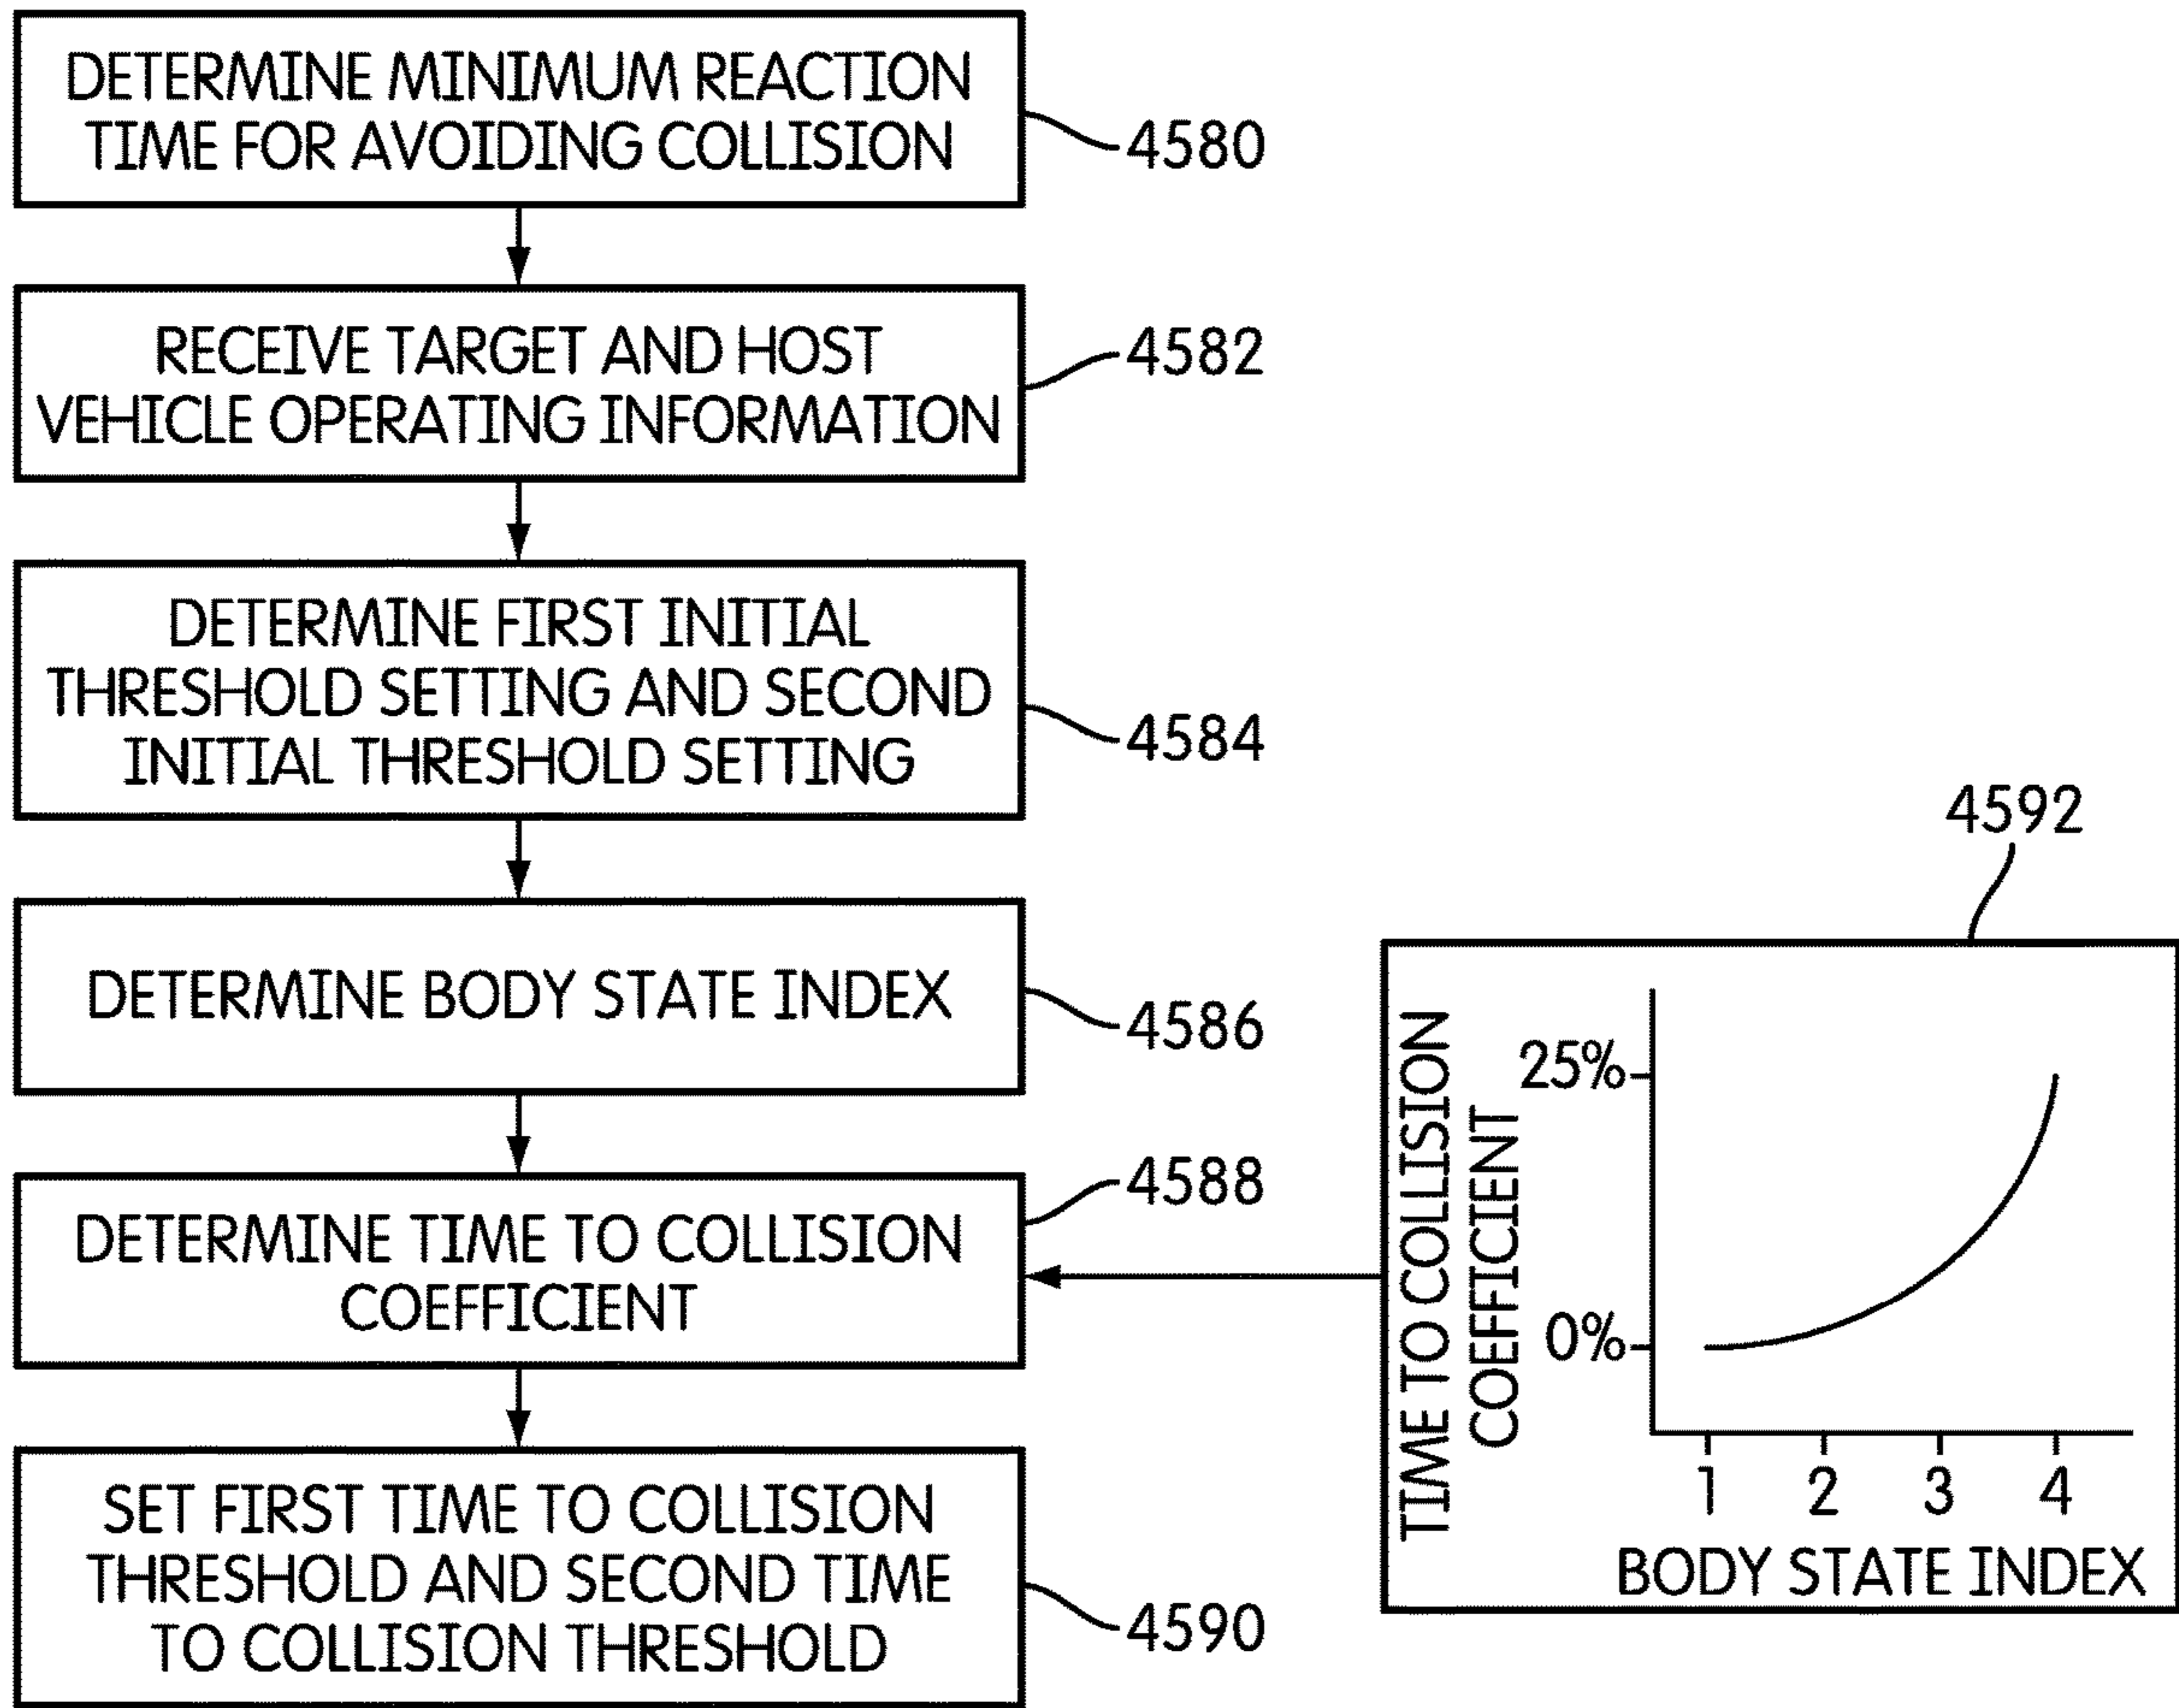 DETERMINE MINIMUM REACTION
TIME FOR AVOIDING COLLISION
4580
RECEIVE TARGET AND HOST
VEHICLE OPERATING INFORMATION
4582
DETERMINE FIRST INITIAL
THRESHOLD SETTING AND SECOND
INITIAL THRESHOLD SETTING
4584
DETERMINE BODY STATE INDEX
4586
DETERMINE TIME TO COLLISION
COEFFICIENT
4588
SET FIRST TIME TO COLLISION
THRESHOLD AND SECOND TIME
TO COLLISION THRESHOLD
4590
4592
TIME TO COLLISION
COEFFICIENT
25%
0%
1 2 3 4
BODY STATE INDEX